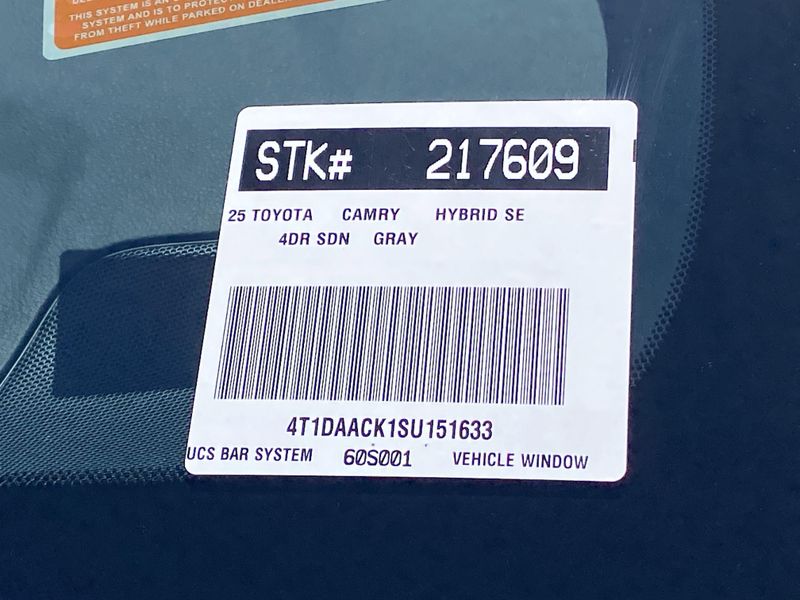 THIS SYSTEM IS AN
SYSTEM AND IS TO PROTECT
FROM THEFT WHILE PARKED ON DEALER
STK# 217609
25 TOYOTA CAMRY HYBRID SE
4DR SDN GRAY
4T1DAACK1SU151633
UCS BAR SYSTEM 60S001 VEHICLE WINDOW